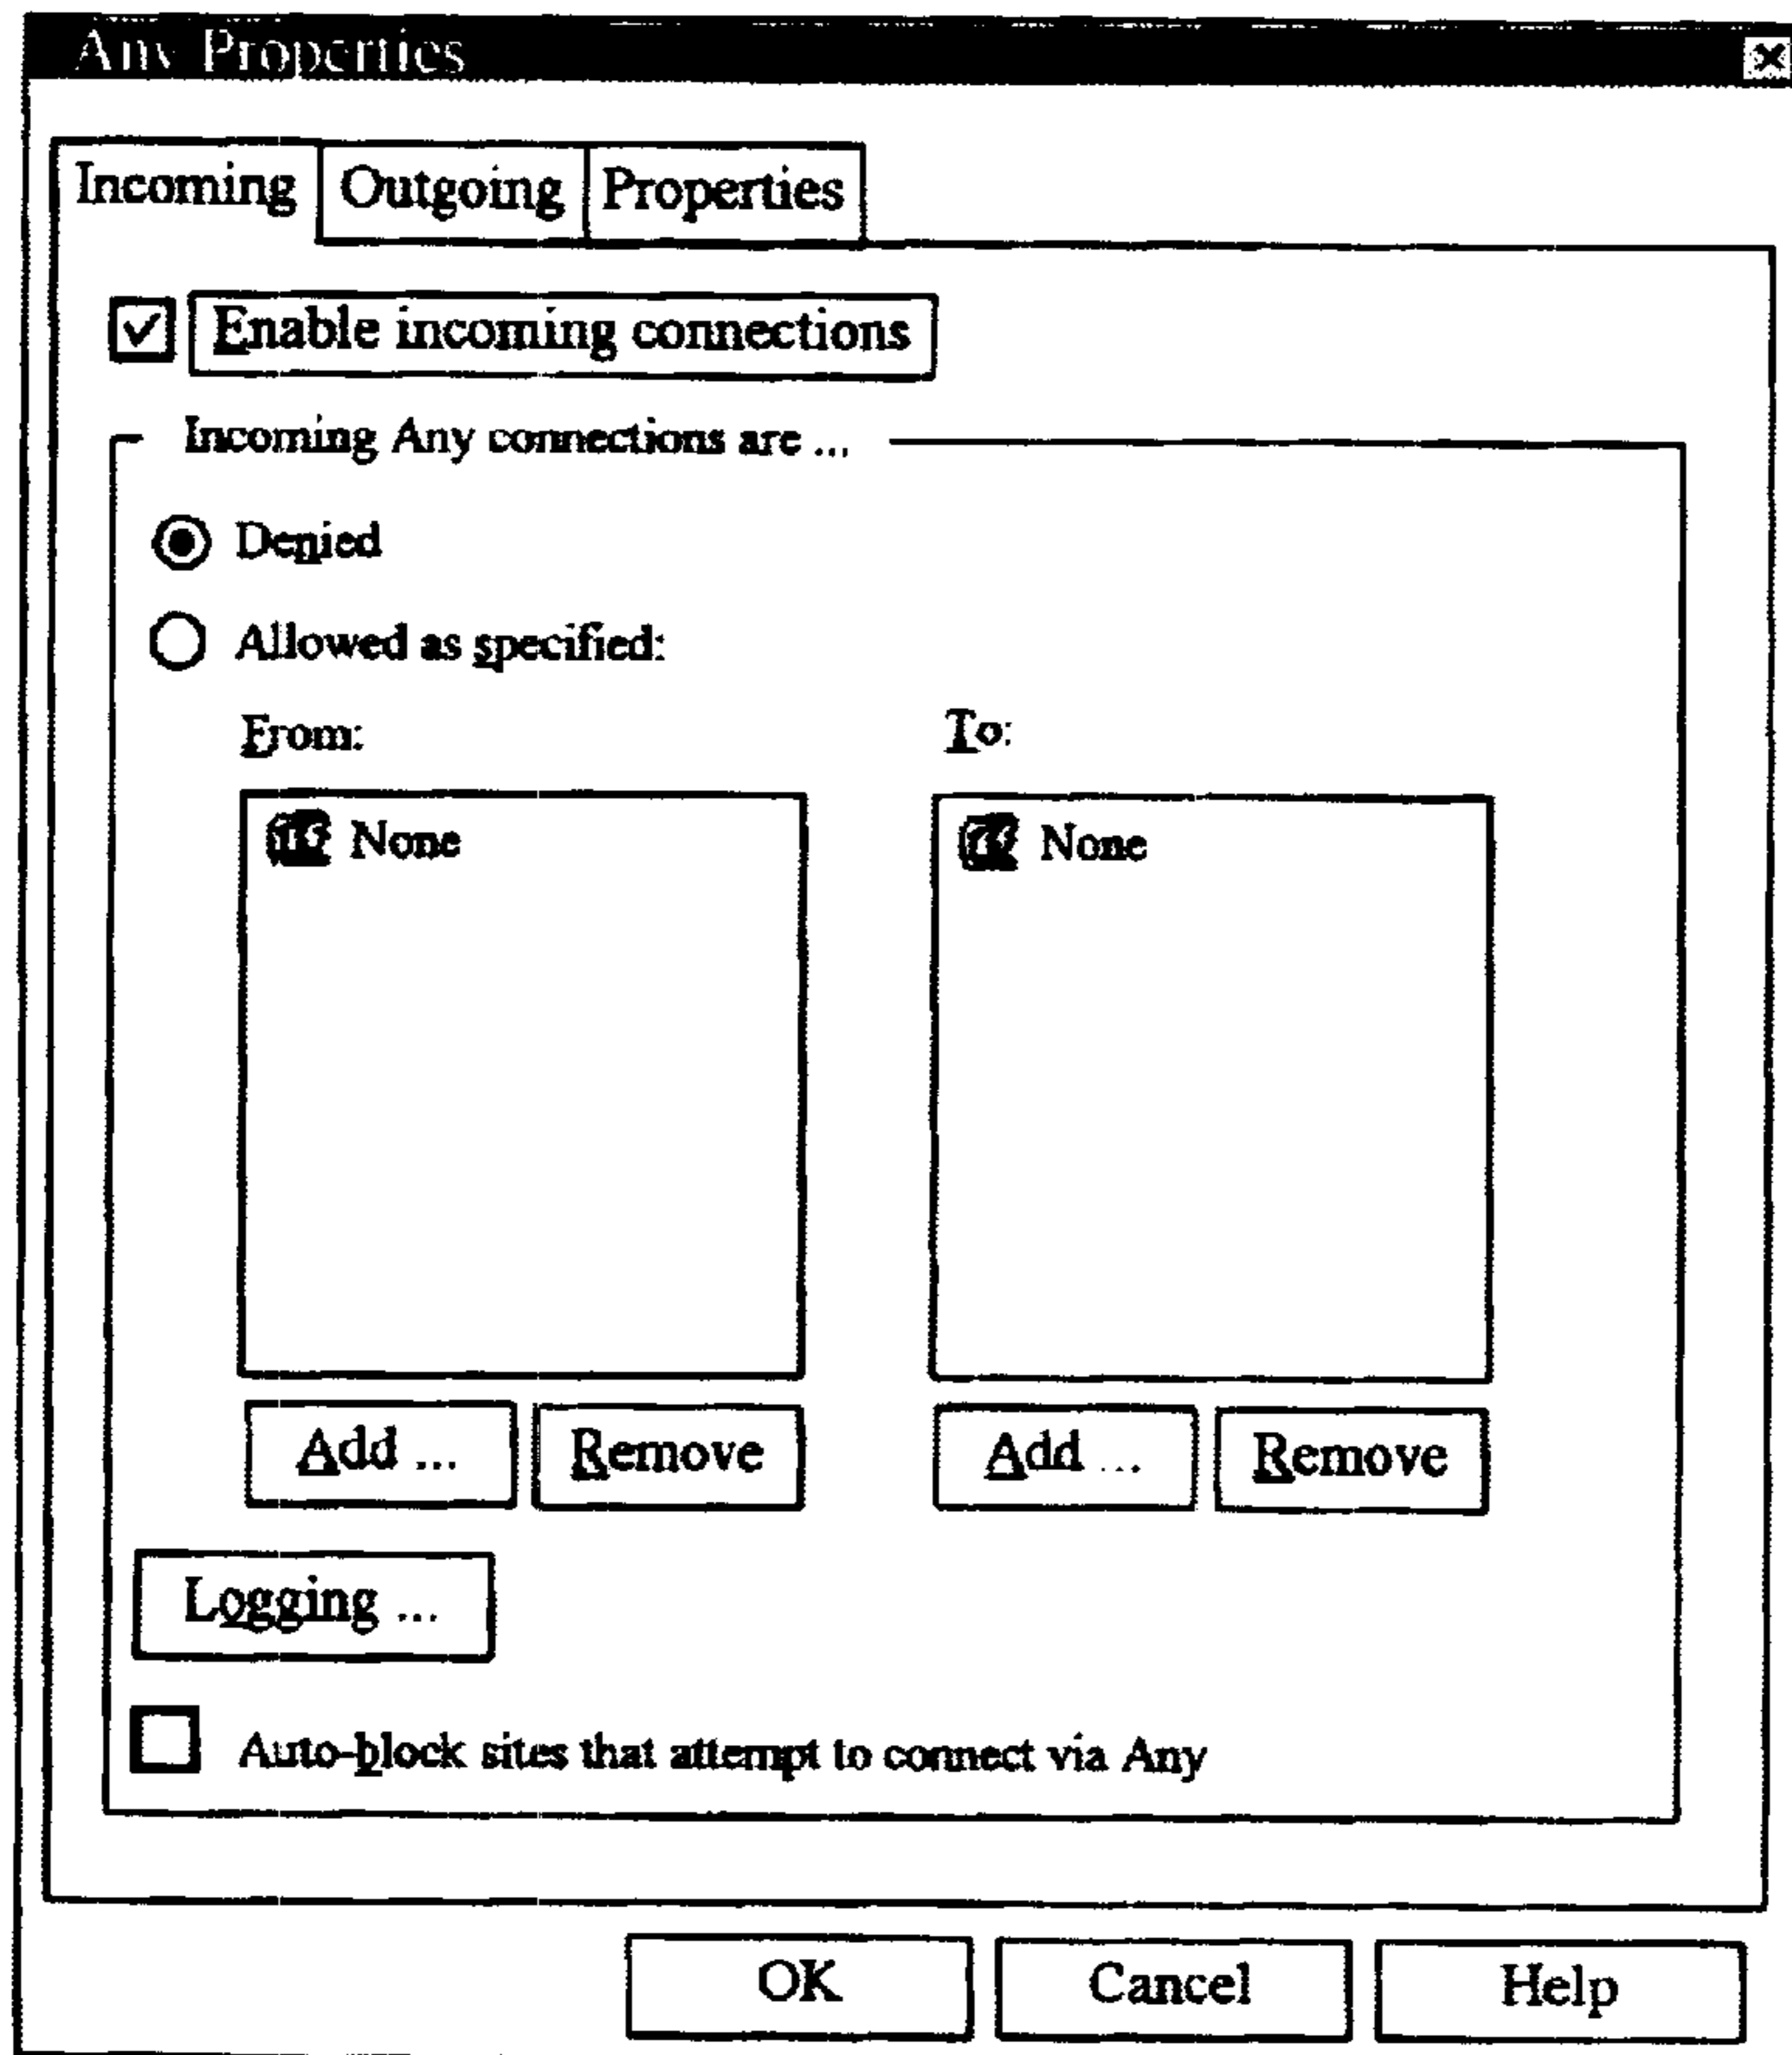 Any Properties
Incoming Outgoing Properties
Enable incoming connections
Incoming Any connections are ...
Denied
Allowed as specified:
From: To:
None None
Add ... Remove Add ... Remove
Logging ...
Auto-block sites that attempt to connect via Any
OK Cancel Help